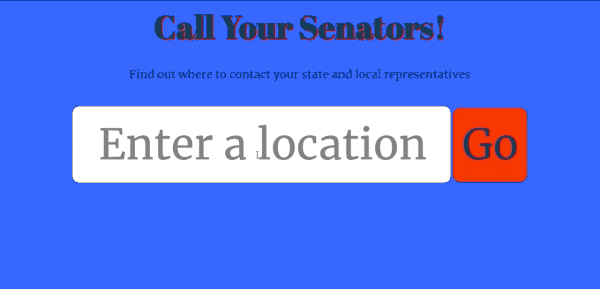 Call Your Senators!
Find out where to contact your state and local representatives
Enter a location
Go